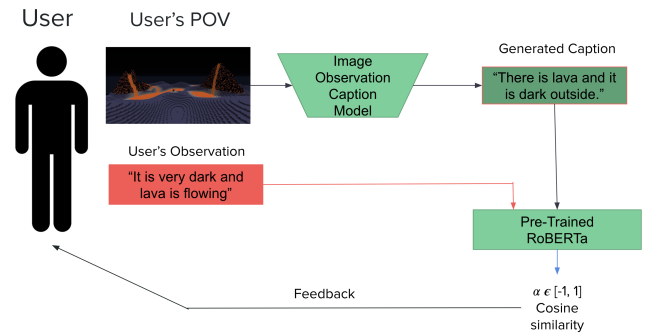 User
User's POV
Image
Observation
Caption
Model
Generated Caption
“There is lava and it
is dark outside.”
User's Observation
“It is very dark and
lava is flowing”
Pre-Trained
RoBERTa
Feedback
α ϵ [-1, 1]
Cosine
similarity